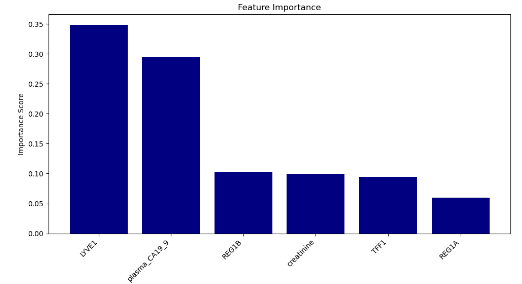 Feature Importance
Importance Score
0.35
0.30
0.25
0.20
0.15
0.10
0.05
0.00
LYVE1
plasma_CA19_9
REG1B
creatinine
TFF1
REG1A